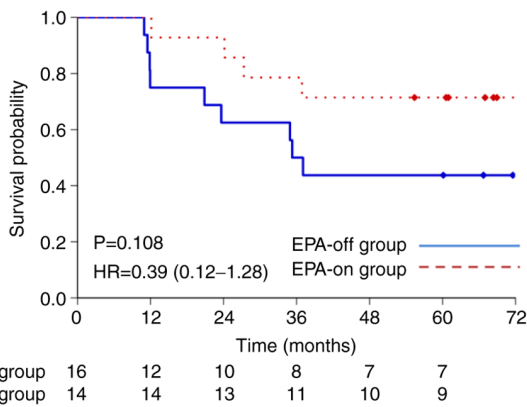 1.0
0.8
0.6
0.4
0.2
0.0
Survival probability
P=0.108
HR=0.39 (0.12–1.28)
EPA-off group
EPA-on group
0 12 24 36 48 60 72
Time (months)
group 16 12 10 8 7 7
group 14 14 13 11 10 9